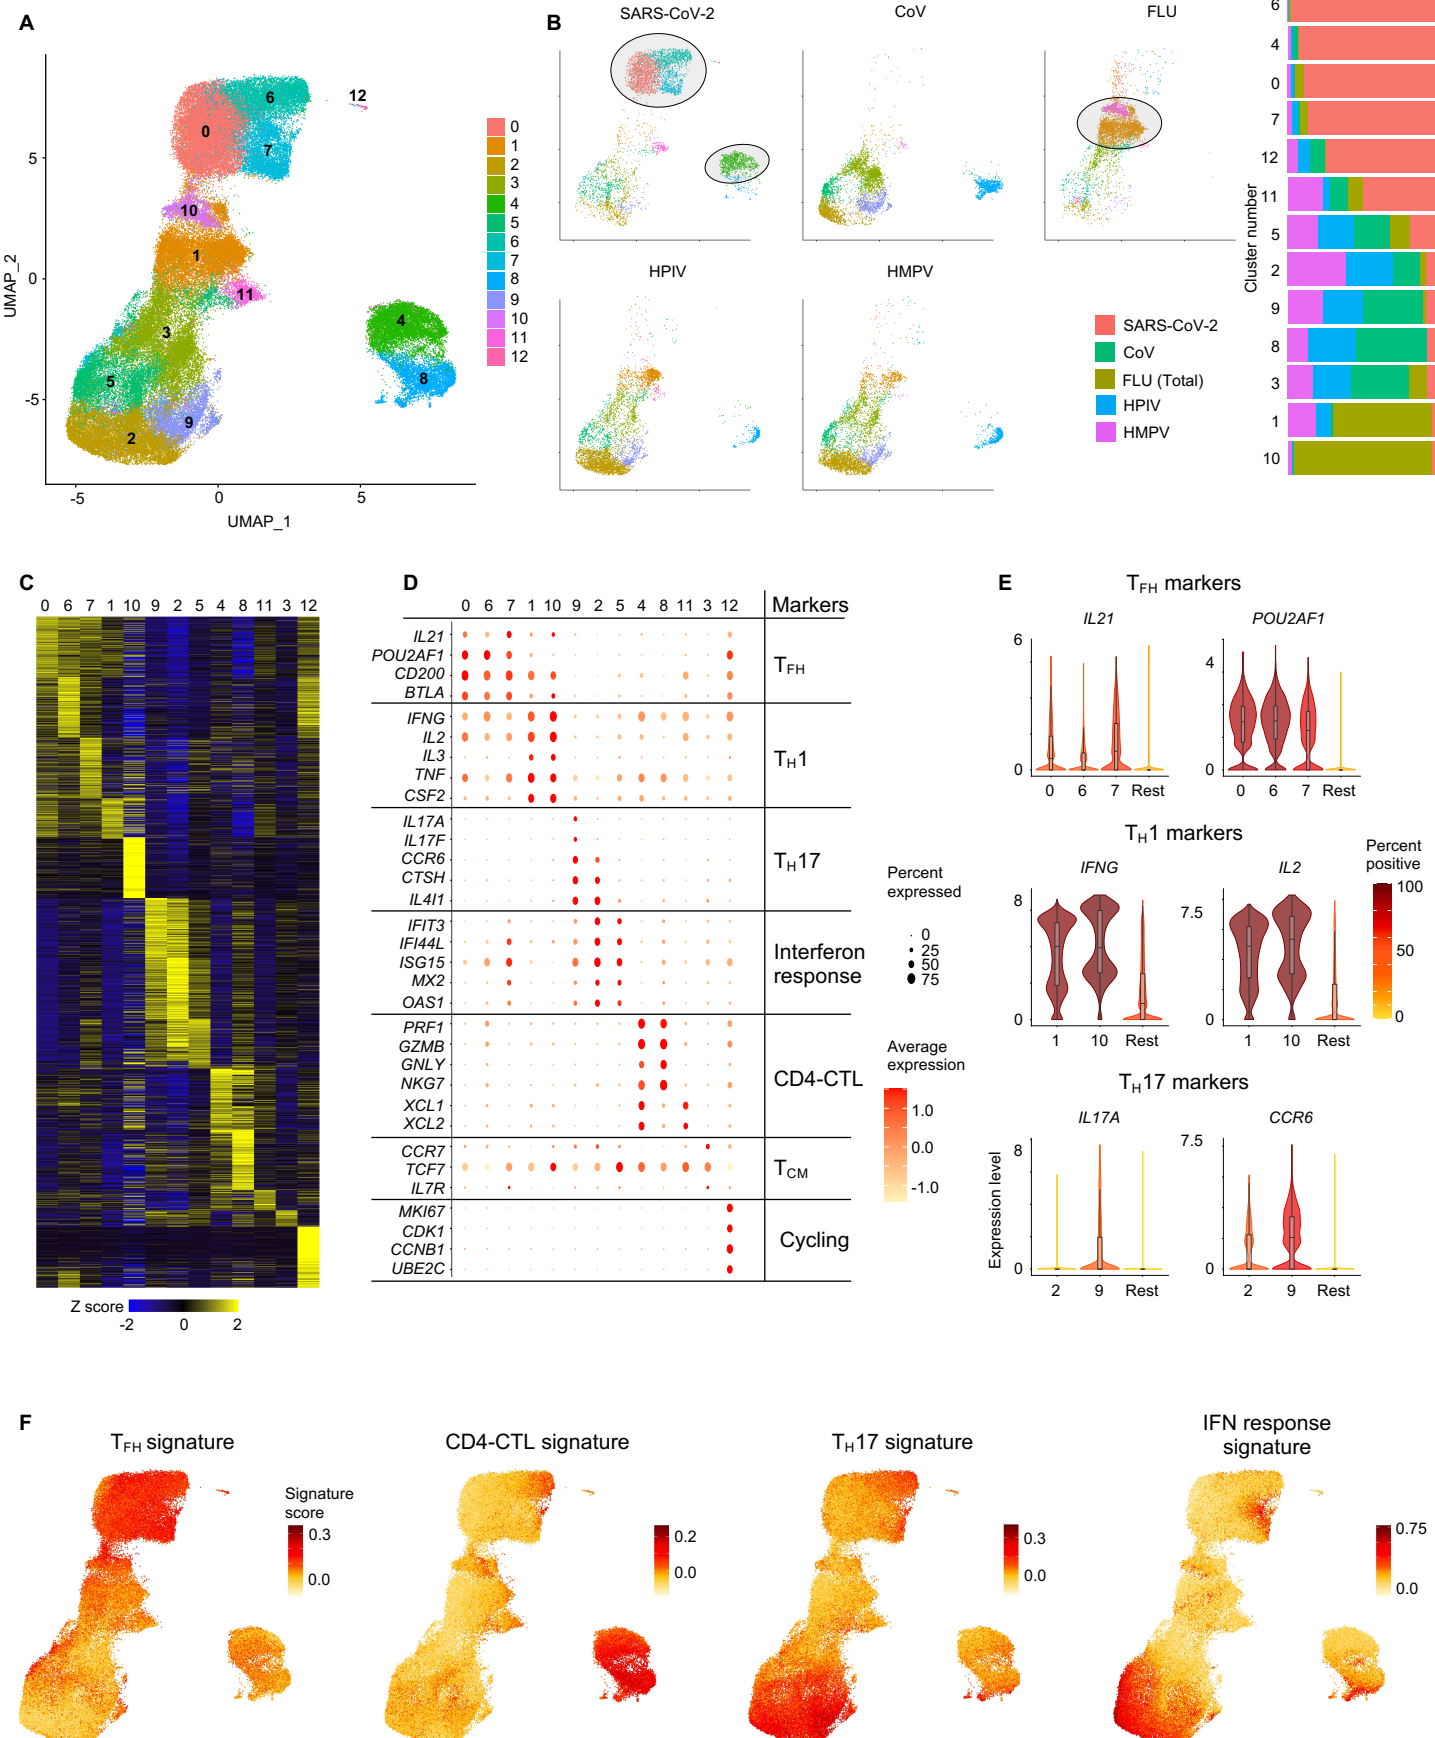 A
UMAP_2
5
0
-5
-5
0
5
UMAP_1
0
6
7
12
10
1
11
3
5
9
2
4
8
0
1
2
3
4
5
6
7
8
9
10
11
12
B
SARS-CoV-2
CoV
FLU
HPIV
HMPV
SARS-CoV-2
CoV
FLU (Total)
HPIV
HMPV
Cluster number
6
4
0
7
12
11
5
2
9
8
3
1
10
C
0 6 7 1 10 9 2 5 4 8 11 3 12
Z score
-2 0 2
D
0 6 7 1 10 9 2 5 4 8 11 3 12 Markers
IL21
POU2AF1
CD200
BTLA
TFH
IFNG
IL2
IL3
TNF
CSF2
TH1
IL17A
IL17F
CCR6
CTSH
IL4I1
TH17
IFIT3
IFI44L
ISG15
MX2
OAS1
Interferon
response
PRF1
GZMB
GNLY
NKG7
XCL1
XCL2
CD4-CTL
CCR7
TCF7
IL7R
TCM
MKI67
CDK1
CCNB1
UBE2C
Cycling
Percent
expressed
0
25
50
75
Average
expression
1.0
0.0
-1.0
E
TFH markers
IL21
6
0
0 6 7 Rest
POU2AF1
4
0
0 6 7 Rest
TH1 markers
IFNG
8
0
1 10 Rest
IL2
7.5
0
1 10 Rest
Percent
positive
100
50
0
TH17 markers
IL17A
Expression level
8
0
2 9 Rest
CCR6
7.5
0
2 9 Rest
F
TFH signature
Signature
score
0.3
0.0
CD4-CTL signature
0.2
0.0
TH17 signature
0.3
0.0
IFN response
signature
0.75
0.0